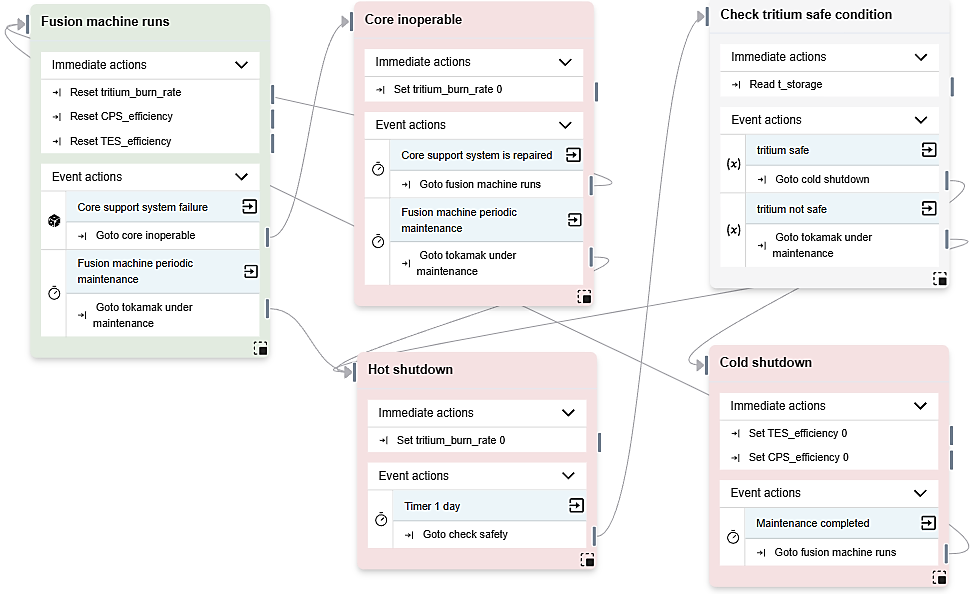 Fusion machine runs
Immediate actions
Reset tritium_burn_rate
Reset CPS_efficiency
Reset TES_efficiency
Event actions
Core support system failure
Goto core inoperable
Fusion machine periodic
maintenance
Goto tokamak under
maintenance
Core inoperable
Immediate actions
Set tritium_burn_rate 0
Event actions
Core support system is repaired
Goto fusion machine runs
Fusion machine periodic
maintenance
Goto tokamak under
maintenance
Check tritium safe condition
Immediate actions
Read t_storage
Event actions
(x)
tritium safe
Goto cold shutdown
(x)
tritium not safe
Goto tokamak under
maintenance
Hot shutdown
Immediate actions
Set tritium_burn_rate 0
Event actions
Timer 1 day
Goto check safety
Cold shutdown
Immediate actions
Set TES_efficiency 0
Set CPS_efficiency 0
Event actions
Maintenance completed
Goto fusion machine runs